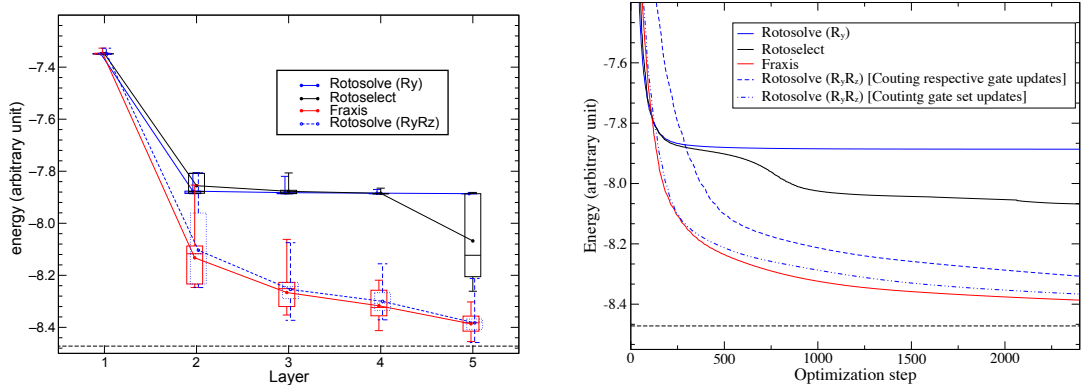 energy (arbitrary unit)
−7.4
−7.6
−7.8
−8.0
−8.2
−8.4
Rotosolve (Ry)
Rotoselect
Fraxis
Rotosolve (RyRz)
1 2 3 4 5
Layer
Energy (arbitrary unit)
-7.6
-7.8
-8.0
-8.2
-8.4
Rotosolve (Ry)
Rotoselect
Fraxis
Rotosolve (RyRz) [Couting respective gate updates]
Rotosolve (RyRz) [Coutintg gate set updates]
0 500 1000 1500 2000
Optimization step